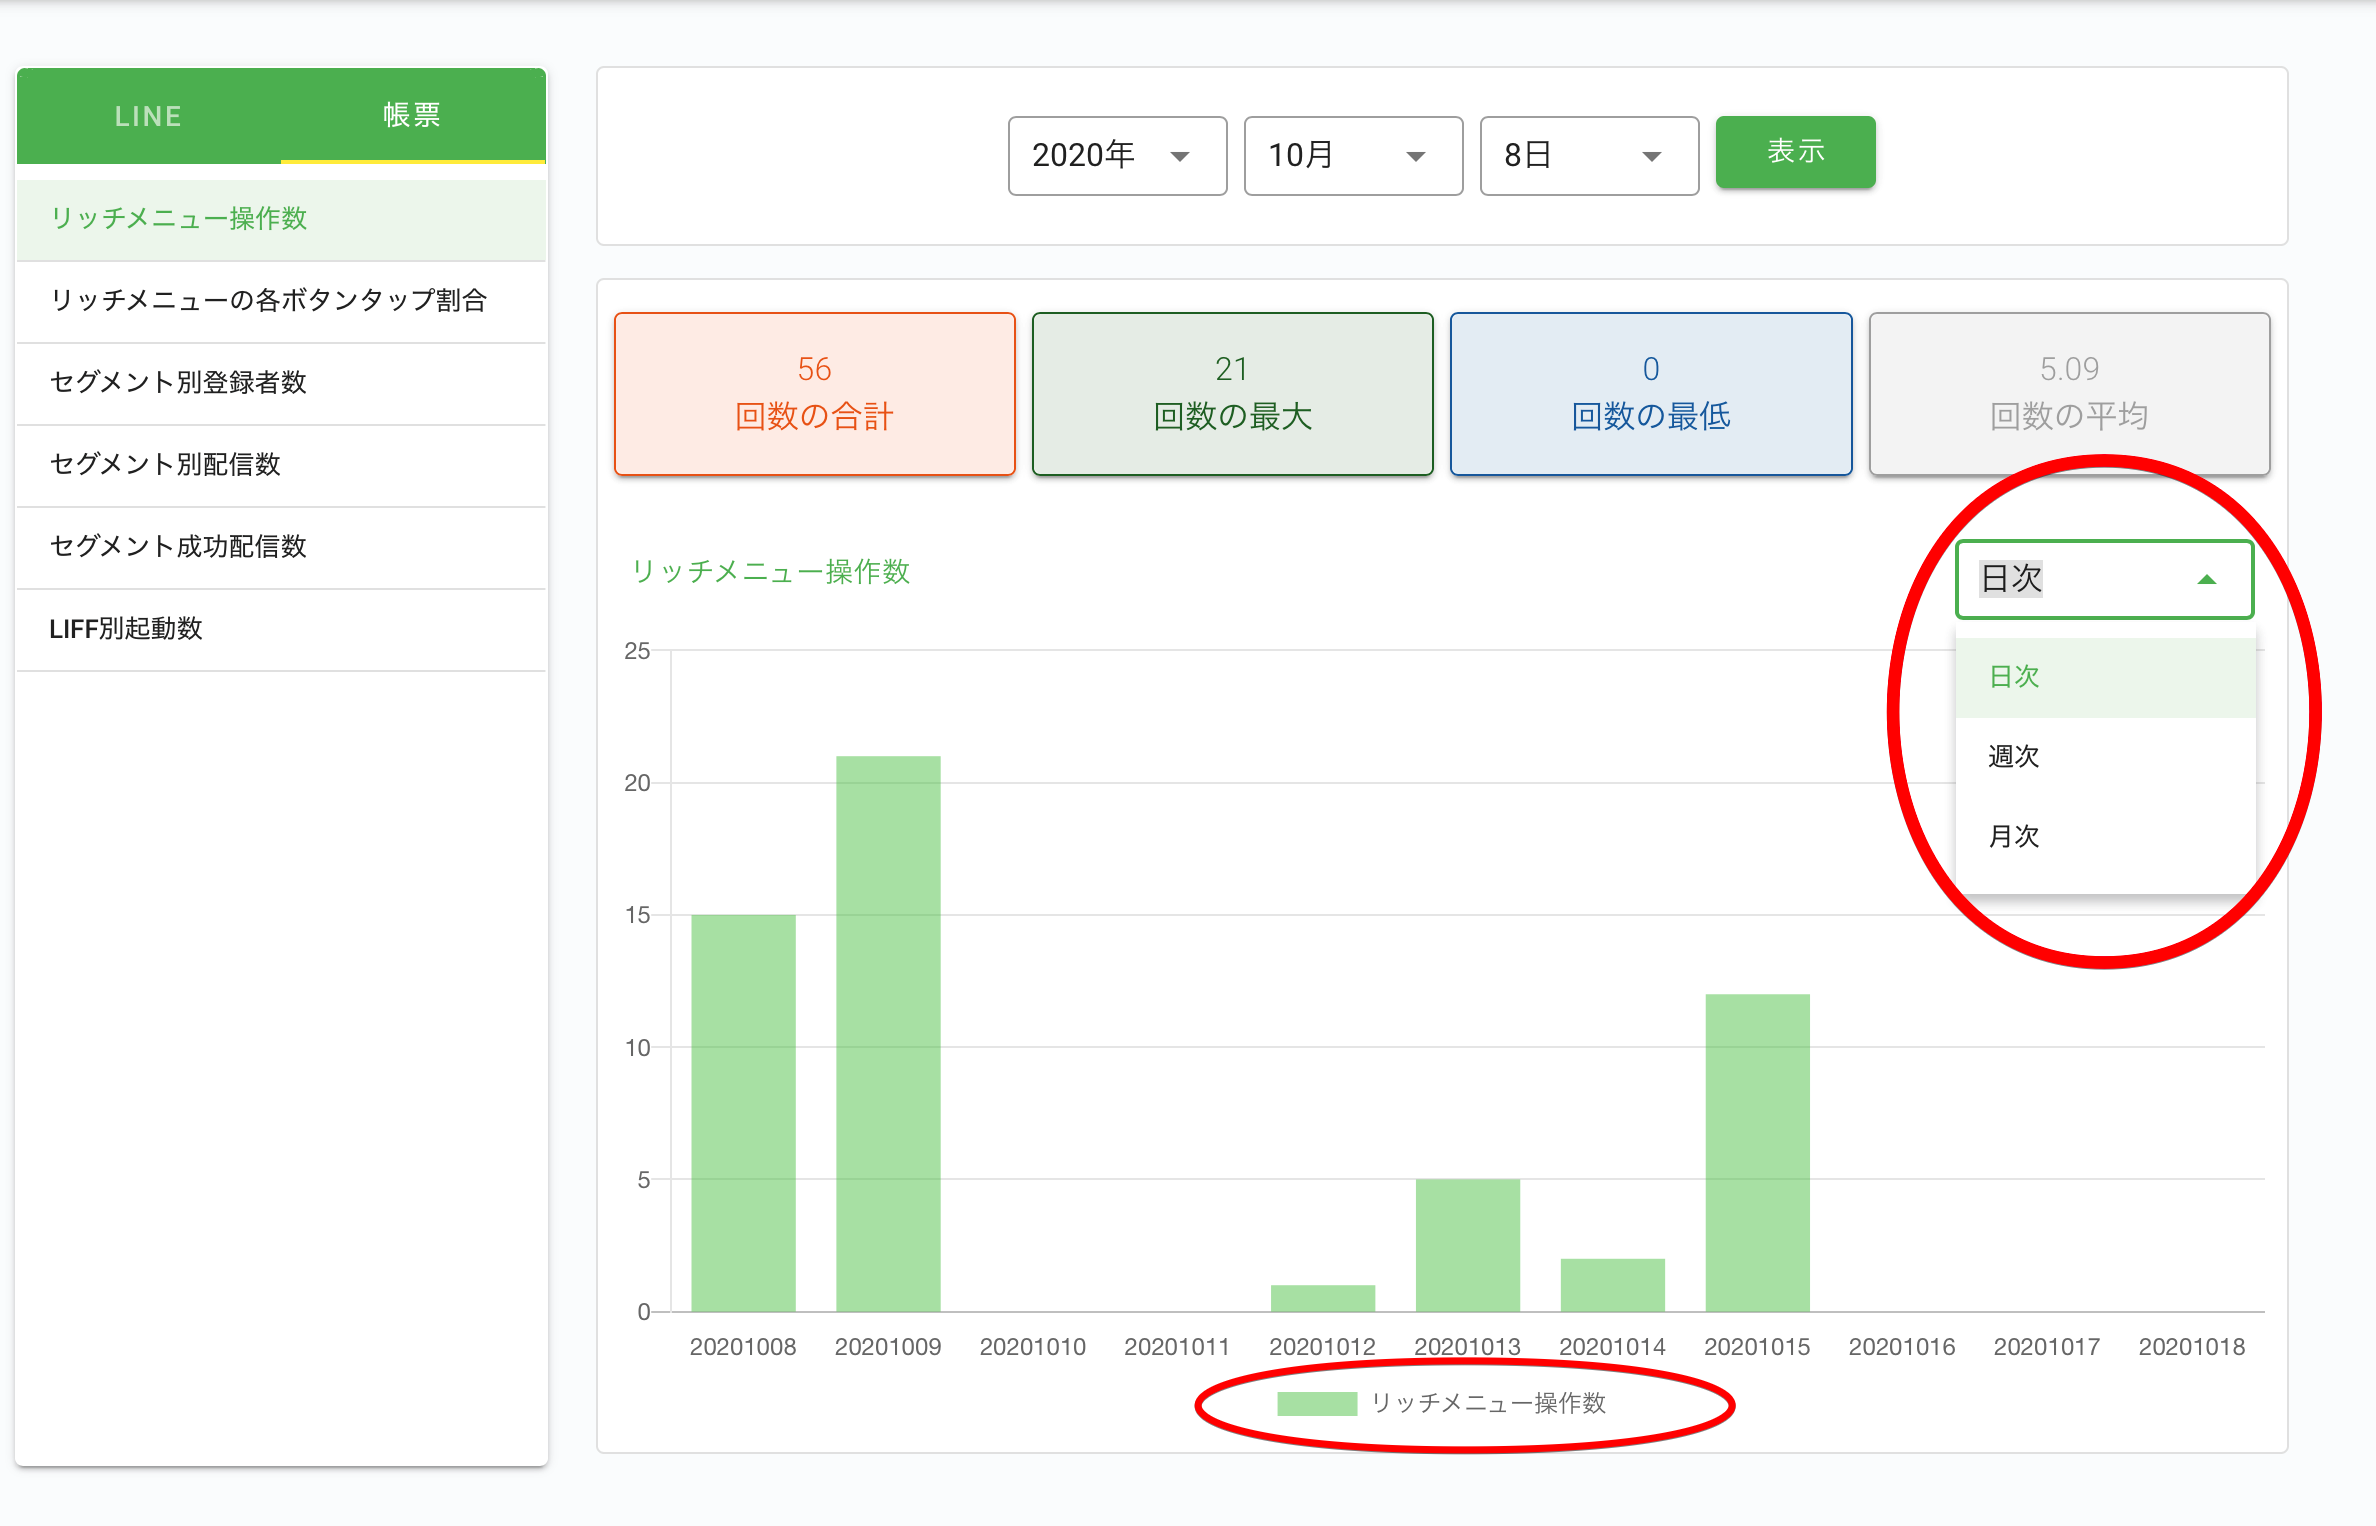 LINE 帳票
リッチメニュー操作数
リッチメニューの各ボタンタップ割合
セグメント別登録者数
セグメント別配信数
セグメント成功配信数
LIFF別起動数
2020年 10月 8日 表示
56 21 0 5.09
回数の合計 回数の最大 回数の最低 回数の平均
リッチメニュー操作数
日次
日次
週次
月次
25
20
15
10
5
0
20201008 20201009 20201010 20201011 20201012 20201013 20201014 20201015 20201016 20201017 20201018
リッチメニュー操作数